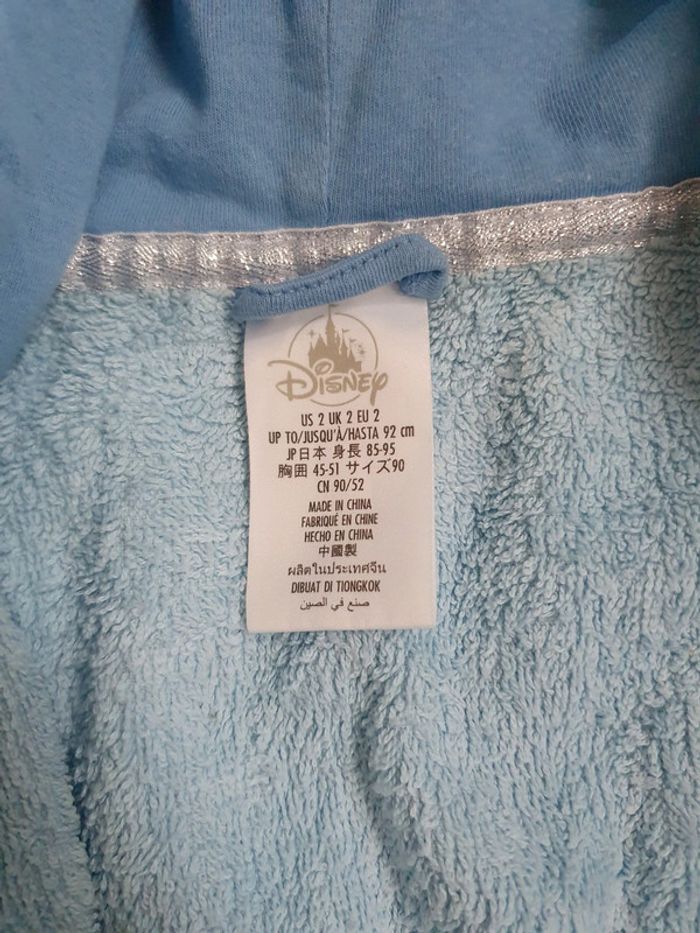 Disney
US 2 UK 2 EU 2
UP TO/JUSQU'À/HASTA 92 cm
JP日本 身長 85-95
胸囲 45-51 サイズ90
CN 90/52
MADE IN CHINA
FABRIQUÉ EN CHINE
HECHO EN CHINA
中國製
ผลิตในประเทศจีน
DIBUAT DI TIONGKOK
صنع في الصين